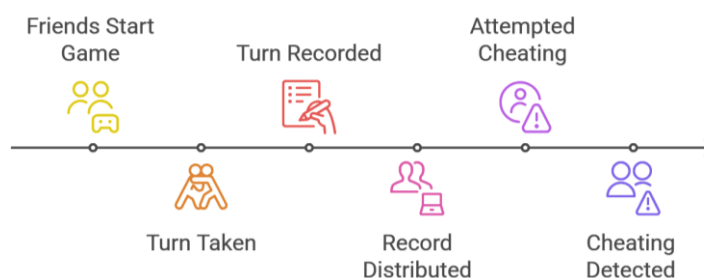 Friends Start
Game
Turn Taken
Turn Recorded
Record
Distributed
Attempted
Cheating
Cheating
Detected